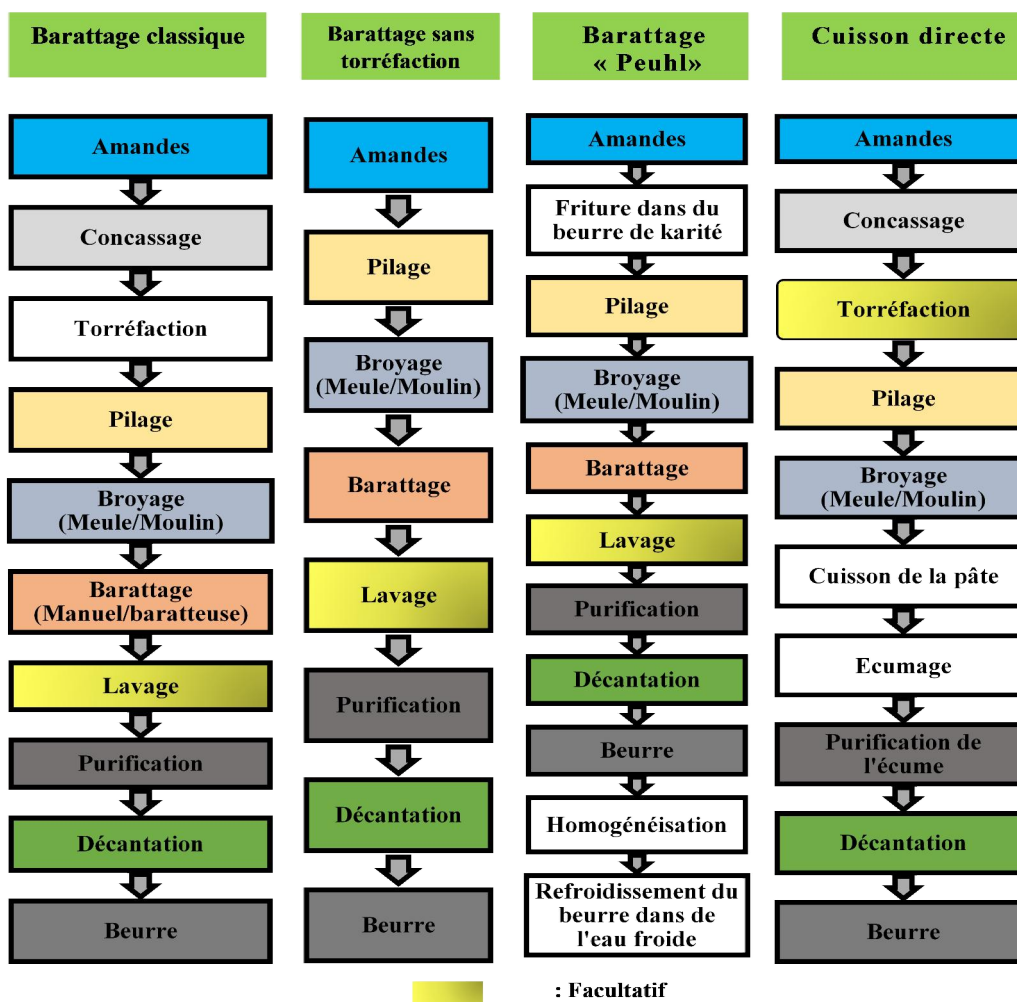 Barattage classique
Amandes
Concassage
Torréfaction
Pilage
Broyage
(Meule/Moulin)
Barattage
(Manuel/baratteuse)
Lavage
Purification
Décantation
Beurre
Barattage sans
torréfaction
Amandes
Pilage
Broyage
(Meule/Moulin)
Barattage
Lavage
Purification
Décantation
Beurre
Barattage
« Peuhl»
Amandes
Friture dans du
beurre de karité
Pilage
Broyage
(Meule/Moulin)
Barattage
Lavage
Purification
Décantation
Beurre
Homogénéisation
Refroidissement du
beurre dans de
l'eau froide
Cuisson directe
Amandes
Concassage
Torréfaction
Pilage
Broyage
(Meule/Moulin)
Cuisson de la pâte
Ecumage
Purification de
l'écume
Décantation
Beurre
: Facultatif